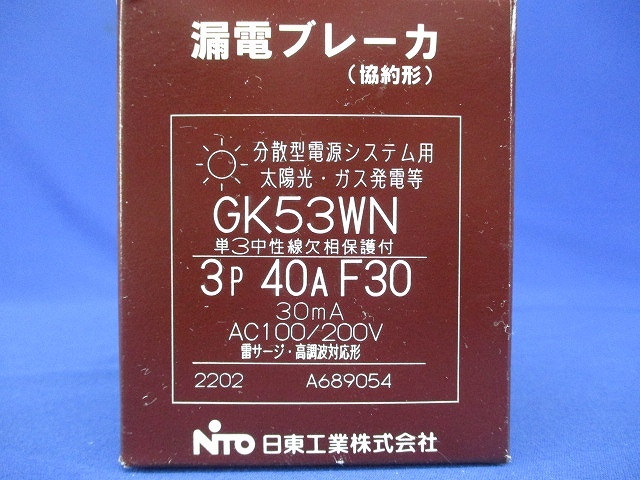 漏電ブレーカ
（協約形）
分散型電源システム用
太陽光・ガス発電等
GK53WN
単3中性線欠相保護付
3P 40A F30
30mA
AC100/200V
雷サージ・高調波対応形
2202 A689054
NITO 日東工業株式会社